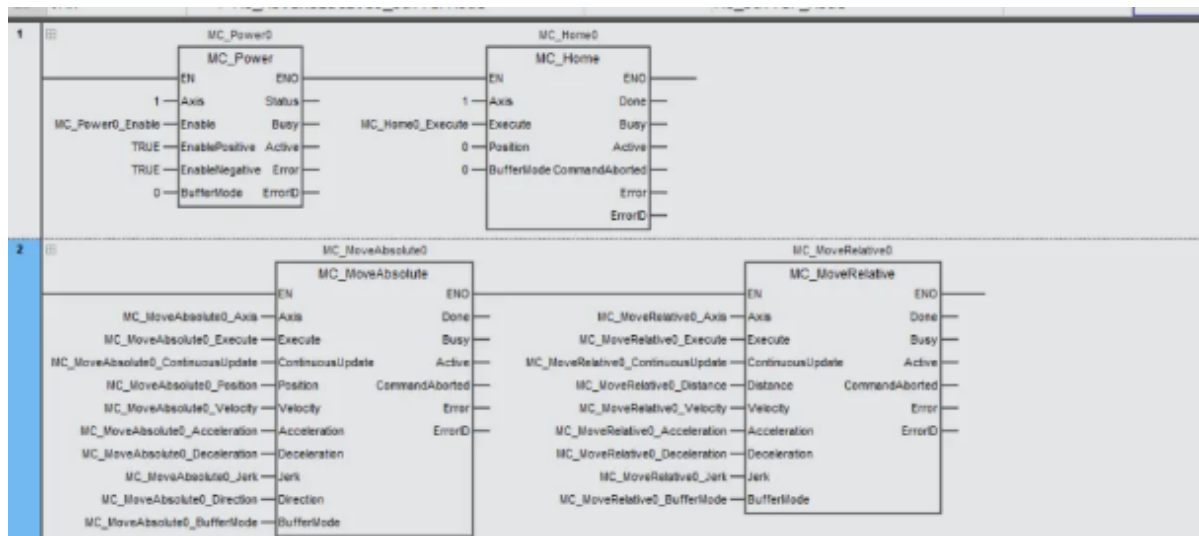 1
MC_Power0
MC_Home0
MC_Power
MC_Home
EN ENO
EN ENO
1 Axis Status
1 Axis Done
MC_Power0_Enable Enable Busy
MC_Home0_Execute Execute Busy
TRUE EnablePositive Active
0 Position Active
TRUE EnableNegative Error
0 BufferMode CommandAborted
0 BufferMode ErrorID
Error
ErrorID
2
MC_MoveAbsolute0
MC_MoveRelative0
MC_MoveAbsolute
MC_MoveRelative
EN ENO
EN ENO
MC_MoveAbsolute0_Axis Axis Done
MC_MoveRelative0_Axis Axis Done
MC_MoveAbsolute0_Execute Execute Busy
MC_MoveRelative0_Execute Execute Busy
MC_MoveAbsolute0_ContinuousUpdate ContinuousUpdate Active
MC_MoveRelative0_ContinuousUpdate ContinuousUpdate Active
MC_MoveAbsolute0_Position Position CommandAborted
MC_MoveRelative0_Distance Distance CommandAborted
MC_MoveAbsolute0_Velocity Velocity Error
MC_MoveRelative0_Velocity Velocity Error
MC_MoveAbsolute0_Acceleration Acceleration ErrorID
MC_MoveRelative0_Acceleration Acceleration ErrorID
MC_MoveAbsolute0_Deceleration Deceleration
MC_MoveRelative0_Deceleration Deceleration
MC_MoveAbsolute0_Jerk Jerk
MC_MoveRelative0_Jerk Jerk
MC_MoveAbsolute0_Direction Direction
MC_MoveRelative0_BufferMode BufferMode
MC_MoveAbsolute0_BufferMode BufferMode